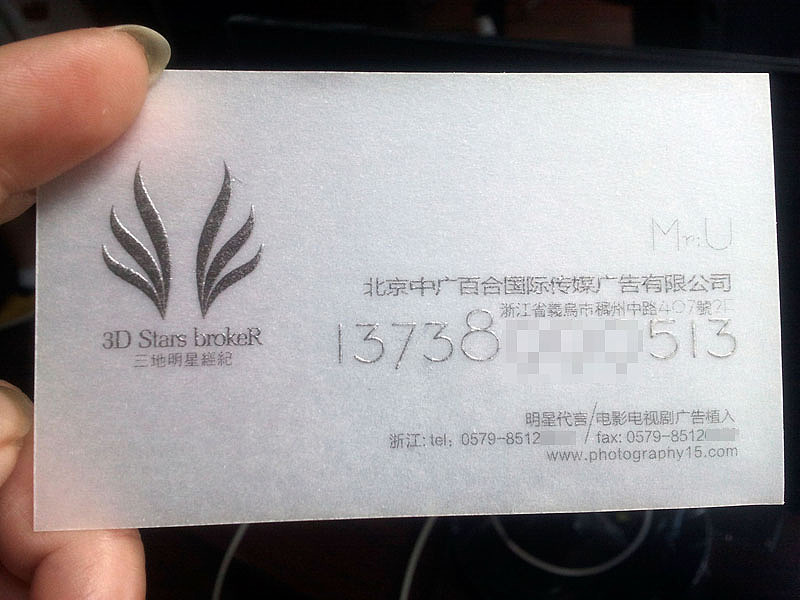 3D Stars brokeR
三地明星經紀
Mr:U
北京中广百合国际传媒广告有限公司
浙江省義烏市稠州中路407號2E
13738 513
明星代言/电影电视剧广告植入
浙江: tel: 0579-8512 / fax: 0579-8512
www.photography15.com